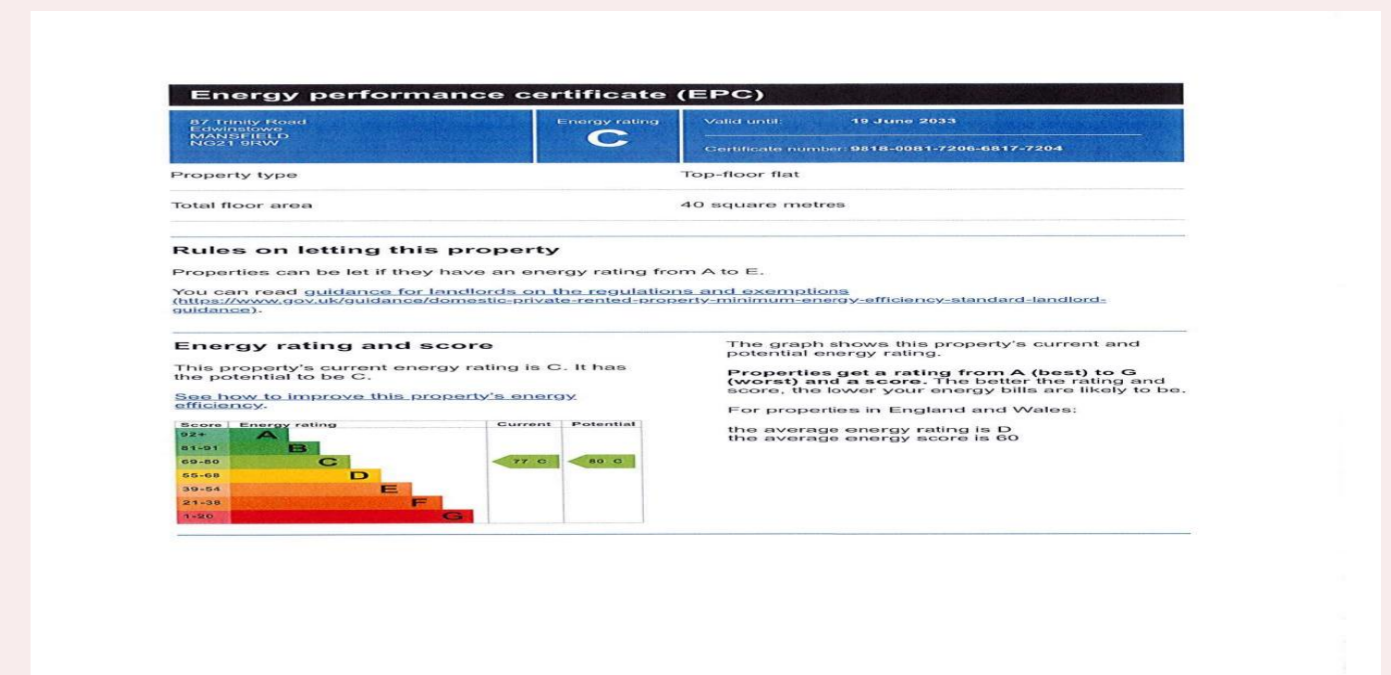 Energy performance certificate (EPC)
87 Trinity Road
Edwinstowe
MANSFIELD
NG21 9RW
Energy rating
C
Valid until: 19 June 2033
Certificate number: 9818-0081-7206-6817-7204
Property type Top-floor flat
Total floor area 40 square metres
Rules on letting this property
Properties can be let if they have an energy rating from A to E.
You can read guidance for landlords on the regulations and exemptions
(https://www.gov.uk/guidance/domestic-private-rented-property-minimum-energy-efficiency-standard-landlord-
guidance).
Energy rating and score
This property's current energy rating is C. It has
the potential to be C.
See how to improve this property's energy
efficiency.
Score Energy rating Current Potential
92+ A
81-91 B
69-80 C 77 C 80 C
55-68 D
39-54 E
21-38 F
1-20 G
The graph shows this property's current and
potential energy rating.
Properties get a rating from A (best) to G
(worst) and a score. The better the rating and
score, the lower your energy bills are likely to be.
For properties in England and Wales:
the average energy rating is D
the average energy score is 60